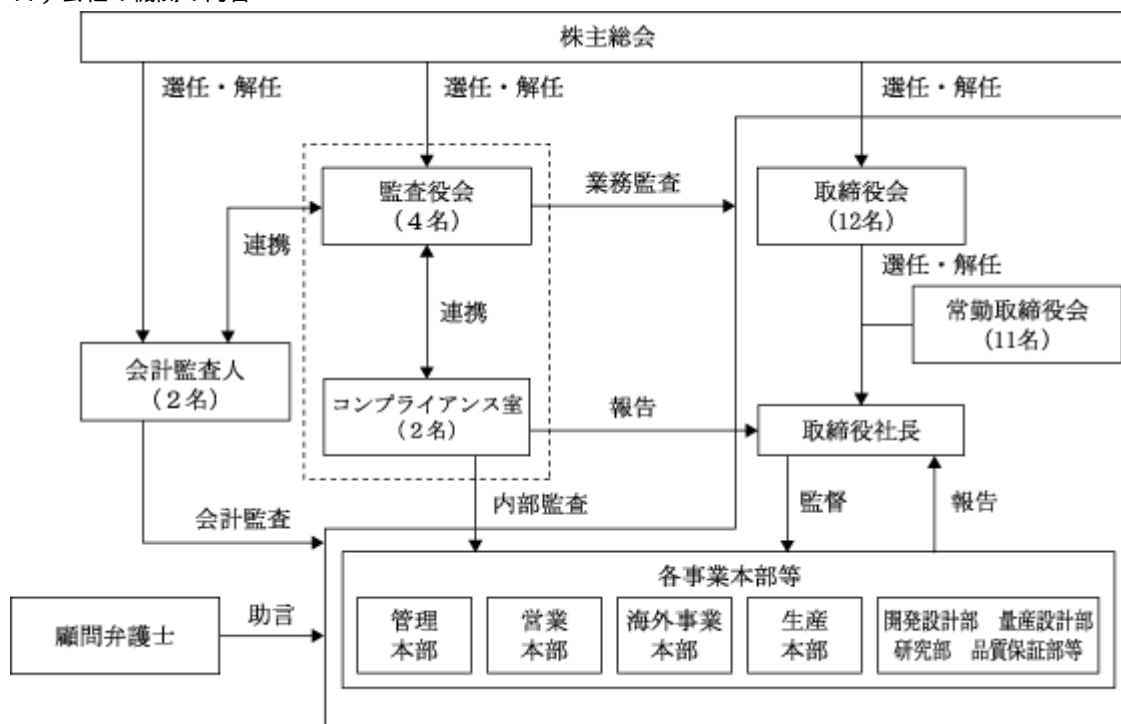 株主総会
選任・解任
選任・解任
選任・解任
監査役会
(4名)
業務監査
取締役会
(12名)
連携
選任・解任
連携
常勤取締役会
(11名)
会計監査人
(2名)
コンプライアンス室
(2名)
報告
取締役社長
会計監査
内部監査
監督
報告
各事業本部等
顧問弁護士
助言
管理
本部
営業
本部
海外事業
本部
生産
本部
開発設計部 量産設計部
研究部 品質保証部等